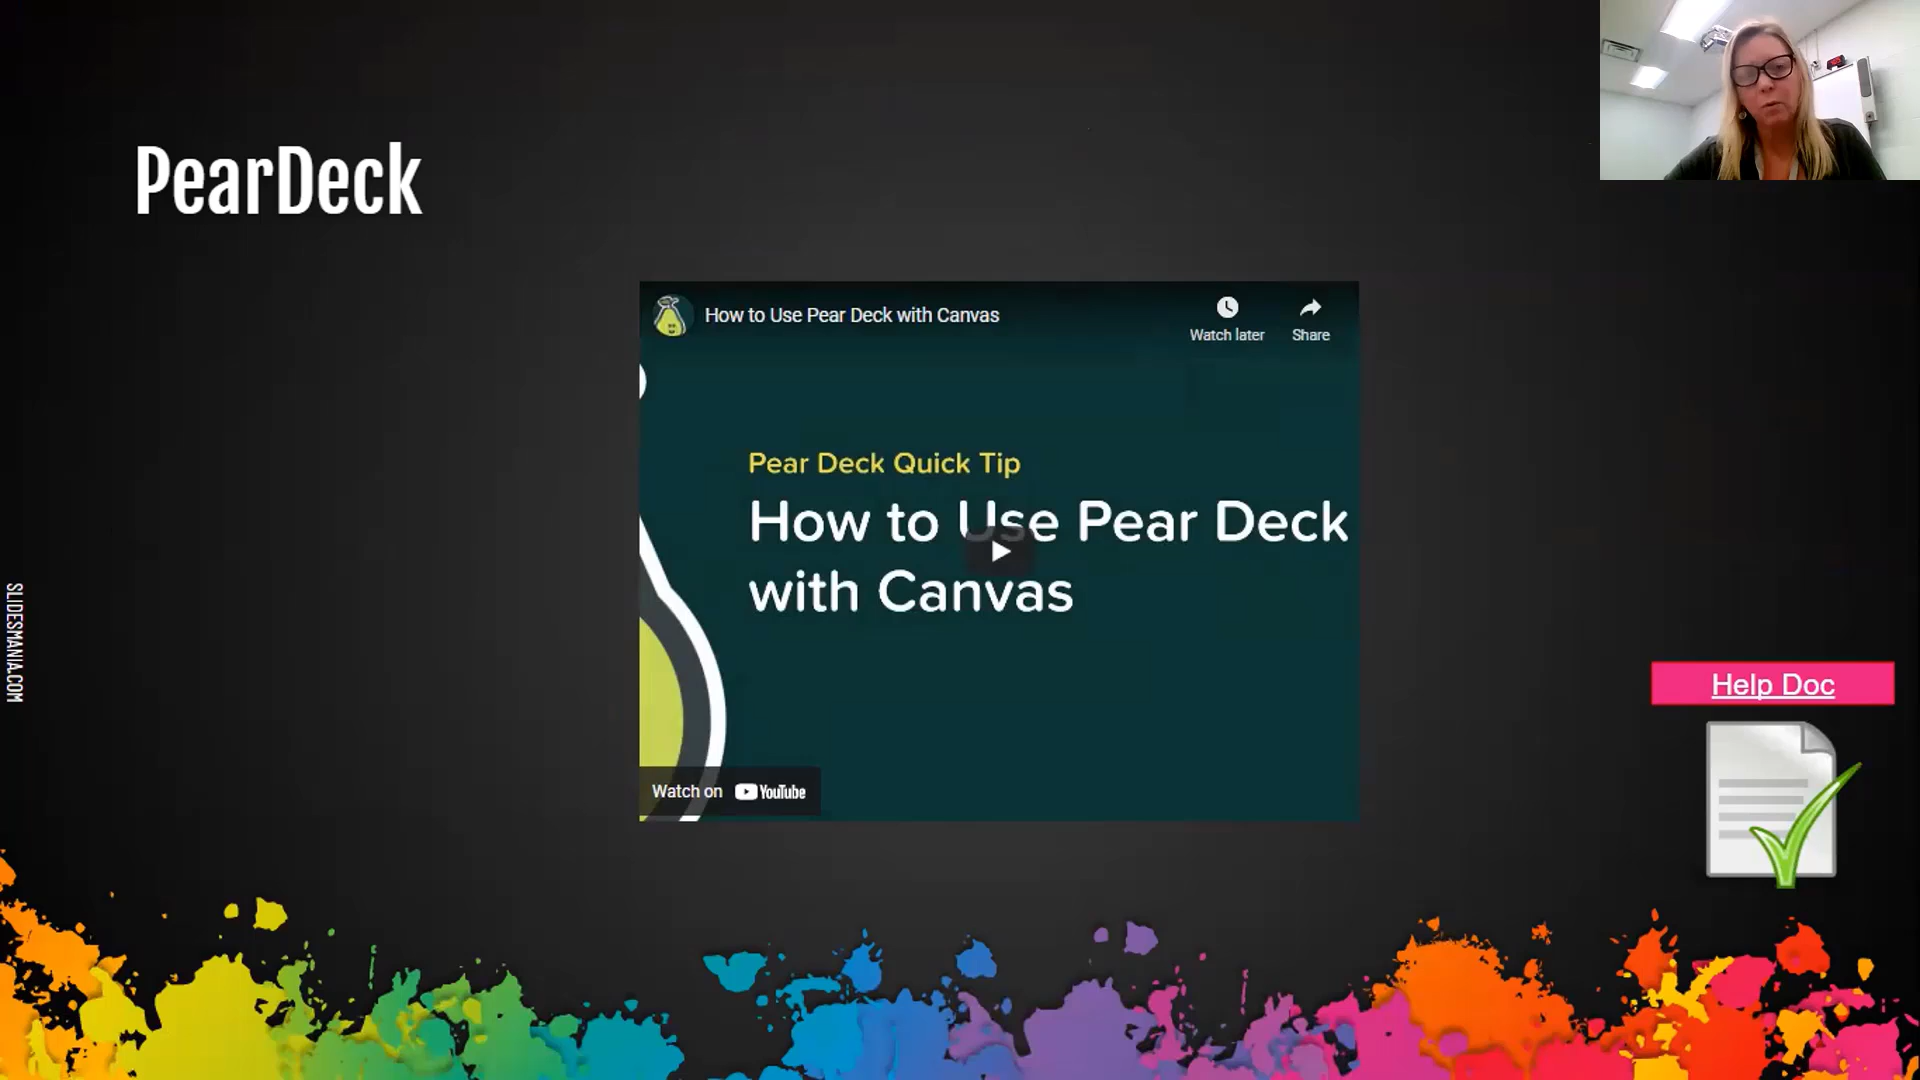 PearDeck
How to Use Pear Deck with Canvas
Watch later
Share
Pear Deck Quick Tip
How to Use Pear Deck
with Canvas
Watch on YouTube
Help Doc
SLIDESMANIA.COM